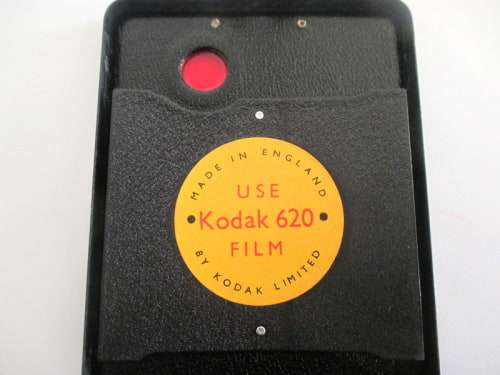 MADE IN ENGLAND
USE
Kodak 620
FILM
BY KODAK LIMITED